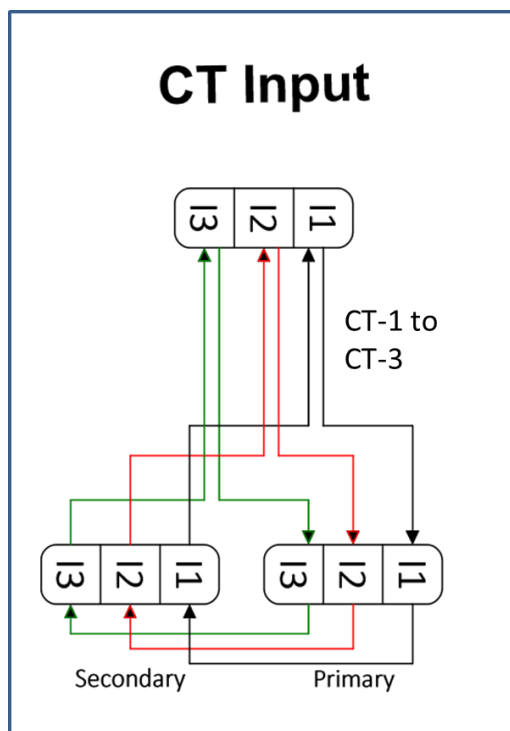 CT Input
I3 I2 I1
CT-1 to
CT-3
I3 I2 I1
I3 I2 I1
Secondary
Primary